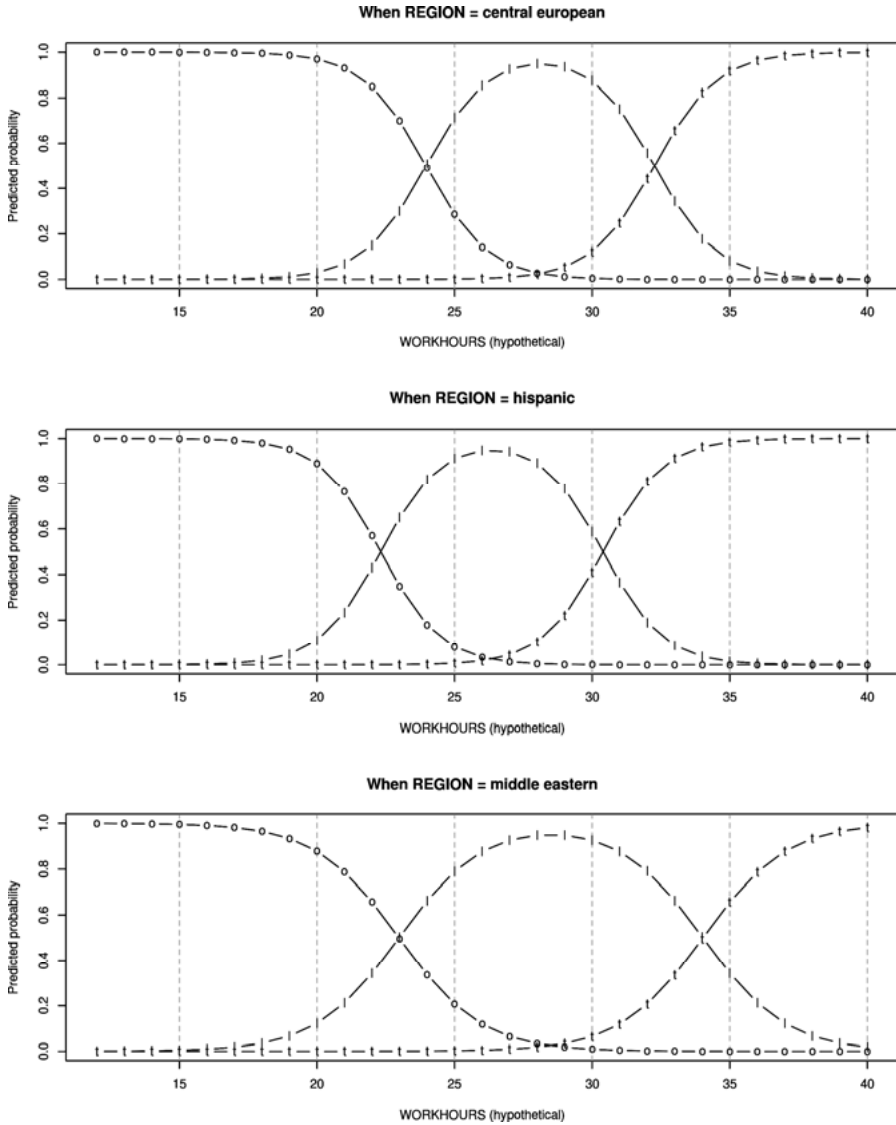 When REGION = central european
Predicted probability
0.0 0.2 0.4 0.6 0.8 1.0
15 20 25 30 35 40
WORKHOURS (hypothetical)
When REGION = hispanic
Predicted probability
0.0 0.2 0.4 0.6 0.8 1.0
15 20 25 30 35 40
WORKHOURS (hypothetical)
When REGION = middle eastern
Predicted probability
0.0 0.2 0.4 0.6 0.8 1.0
15 20 25 30 35 40
WORKHOURS (hypothetical)